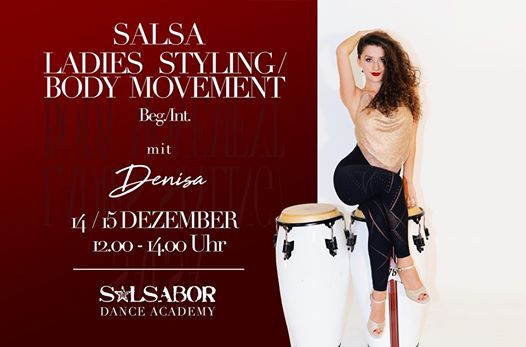 SALSA
LADIES STYLING/
BODY MOVEMENT
Beg/Int.
mit
Denisa
14 / 15 DEZEMBER
12.00 - 14.00 Uhr
SALSABOR
DANCE ACADEMY